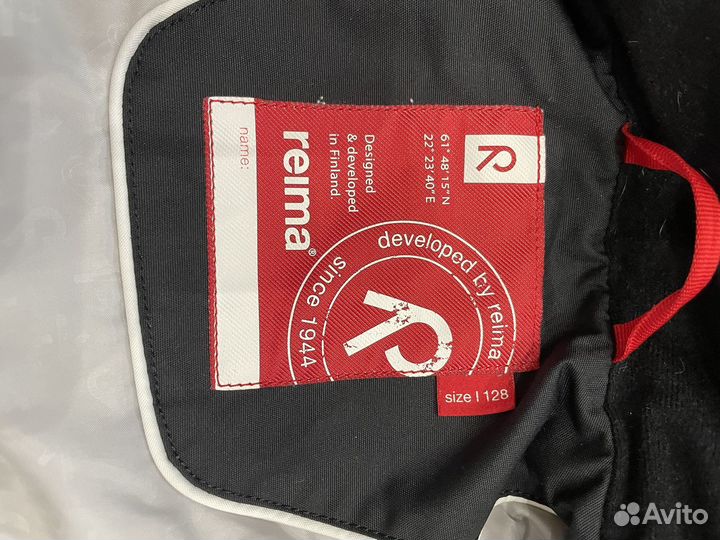 61° 48'15"N
22° 23'40"E
Designed
& developed
in Finland.
reima®
name:
developed by reima
since 1944
size | 128
Avito